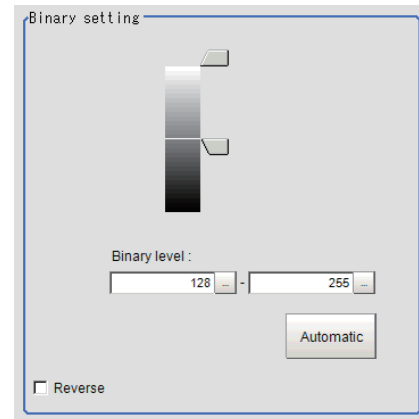 Binary setting
Binary level :
128 ... - 255 ...
Automatic
Reverse